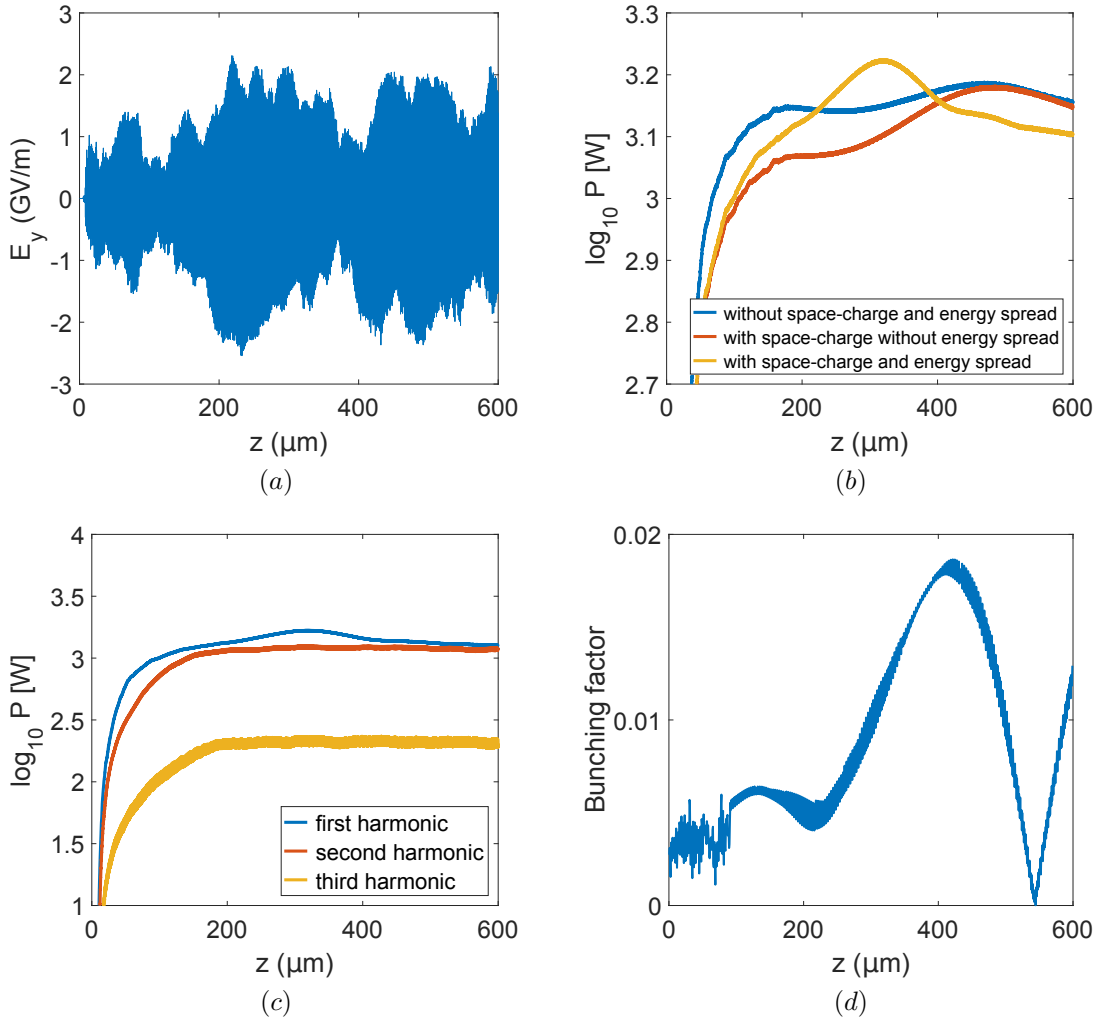 3
2
1
0
-1
-2
-3
E_y (GV/m)
0 200 400 600
z (μm)
(a)
3.2
3.1
3
2.9
2.8
2.7
log_10 P [W]
without space-charge and energy spread
with space-charge without energy spread
with space-charge and energy spread
0 200 400 600
z (μm)
(b)
4
3.5
3
2.5
2
1.5
1
log_10 P [W]
first harmonic
second harmonic
third harmonic
0 200 400 600
z (μm)
(c)
0.02
0.01
0
Bunching factor
0 200 400 600
z (μm)
(d)